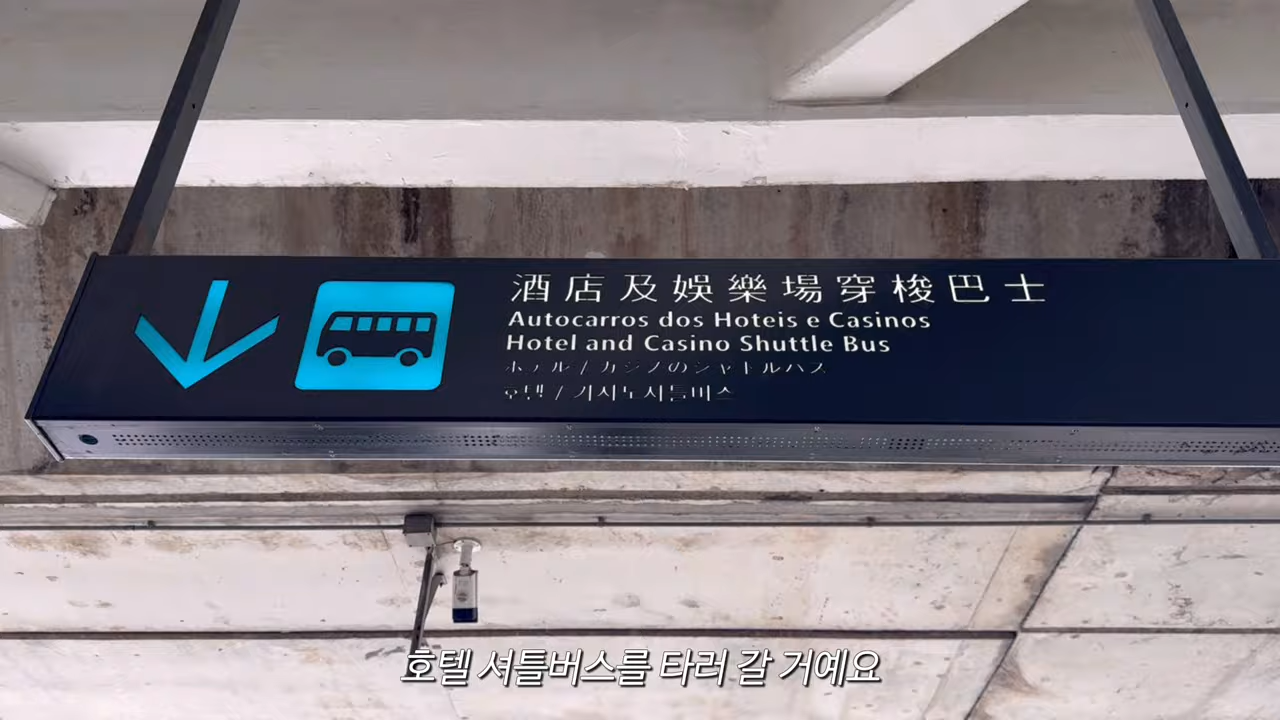 酒店及娛樂場穿梭巴士
Autocarros dos Hoteis e Casinos
Hotel and Casino Shuttle Bus
ホテル / カジノのシャトルバス
호텔 / 카지노셔틀버스
호텔 셔틀버스를 타러 갈 거예요